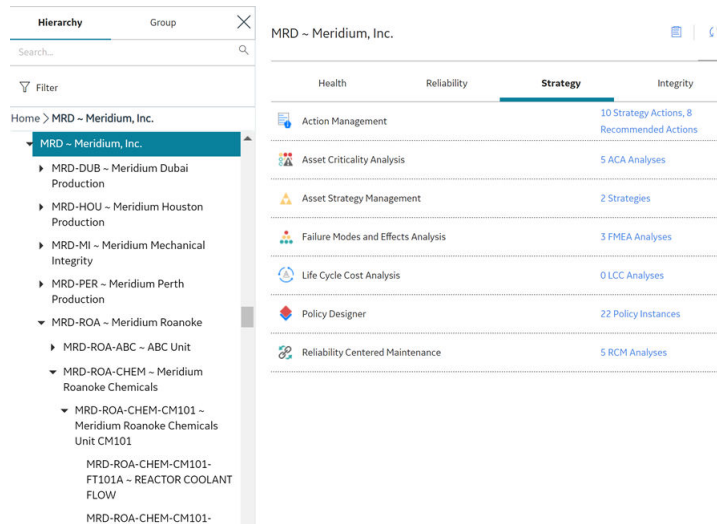 Hierarchy
Group
Search...
Filter
Home > MRD ~ Meridium, Inc.
MRD ~ Meridium, Inc.
MRD-DUB ~ Meridium Dubai
Production
MRD-HOU ~ Meridium Houston
Production
MRD-MI ~ Meridium Mechanical
Integrity
MRD-PER ~ Meridium Perth
Production
MRD-ROA ~ Meridium Roanoke
MRD-ROA-ABC ~ ABC Unit
MRD-ROA-CHEM ~ Meridium
Roanoke Chemicals
MRD-ROA-CHEM-CM101 ~
Meridium Roanoke Chemicals
Unit CM101
MRD-ROA-CHEM-CM101-
FT101A ~ REACTOR COOLANT
FLOW
MRD-ROA-CHEM-CM101-
MRD ~ Meridium, Inc.
Health
Reliability
Strategy
Integrity
Action Management
10 Strategy Actions, 8
Recommended Actions
Asset Criticality Analysis
5 ACA Analyses
Asset Strategy Management
2 Strategies
Failure Modes and Effects Analysis
3 FMEA Analyses
Life Cycle Cost Analysis
0 LCC Analyses
Policy Designer
22 Policy Instances
Reliability Centered Maintenance
5 RCM Analyses